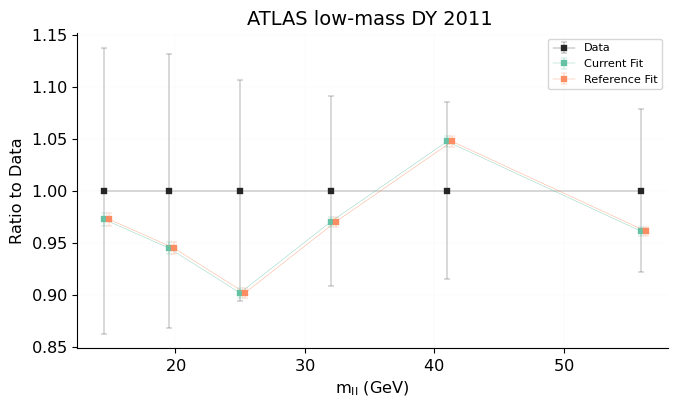 ATLAS low-mass DY 2011
Ratio to Data
1.15
1.10
1.05
1.00
0.95
0.90
0.85
Data
Current Fit
Reference Fit
20
30
40
50
m_ll (GeV)